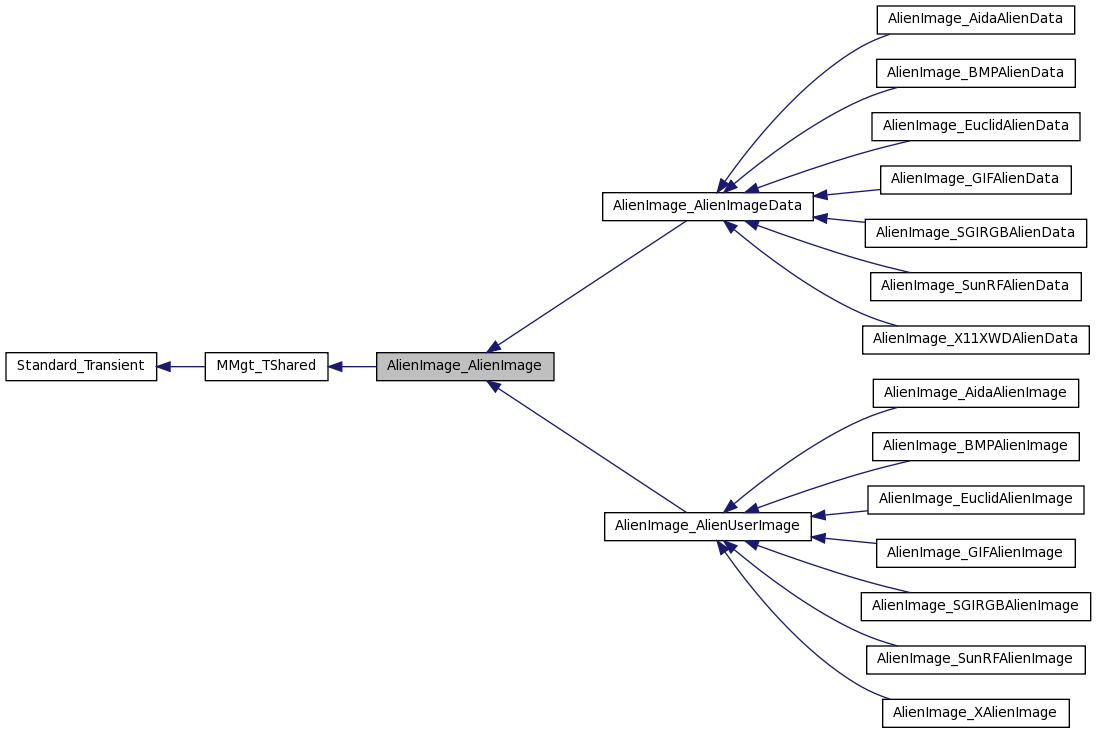 AlienImage_AidaAlienData
AlienImage_BMPAlienData
AlienImage_EuclidAlienData
AlienImage_GIFAlienData
AlienImage_AlienImageData
AlienImage_SGIRGBAlienData
AlienImage_SunRFAlienData
AlienImage_X11XWDAlienData
Standard_Transient
MMgt_TShared
AlienImage_AlienImage
AlienImage_AidaAlienImage
AlienImage_BMPAlienImage
AlienImage_EuclidAlienImage
AlienImage_AlienUserImage
AlienImage_GIFAlienImage
AlienImage_SGIRGBAlienImage
AlienImage_SunRFAlienImage
AlienImage_XAlienImage